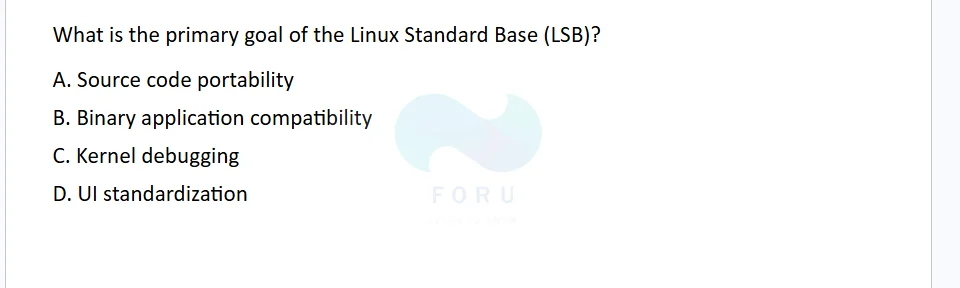 What is the primary goal of the Linux Standard Base (LSB)?
A. Source code portability
B. Binary application compatibility
C. Kernel debugging
D. UI standardization
FORU